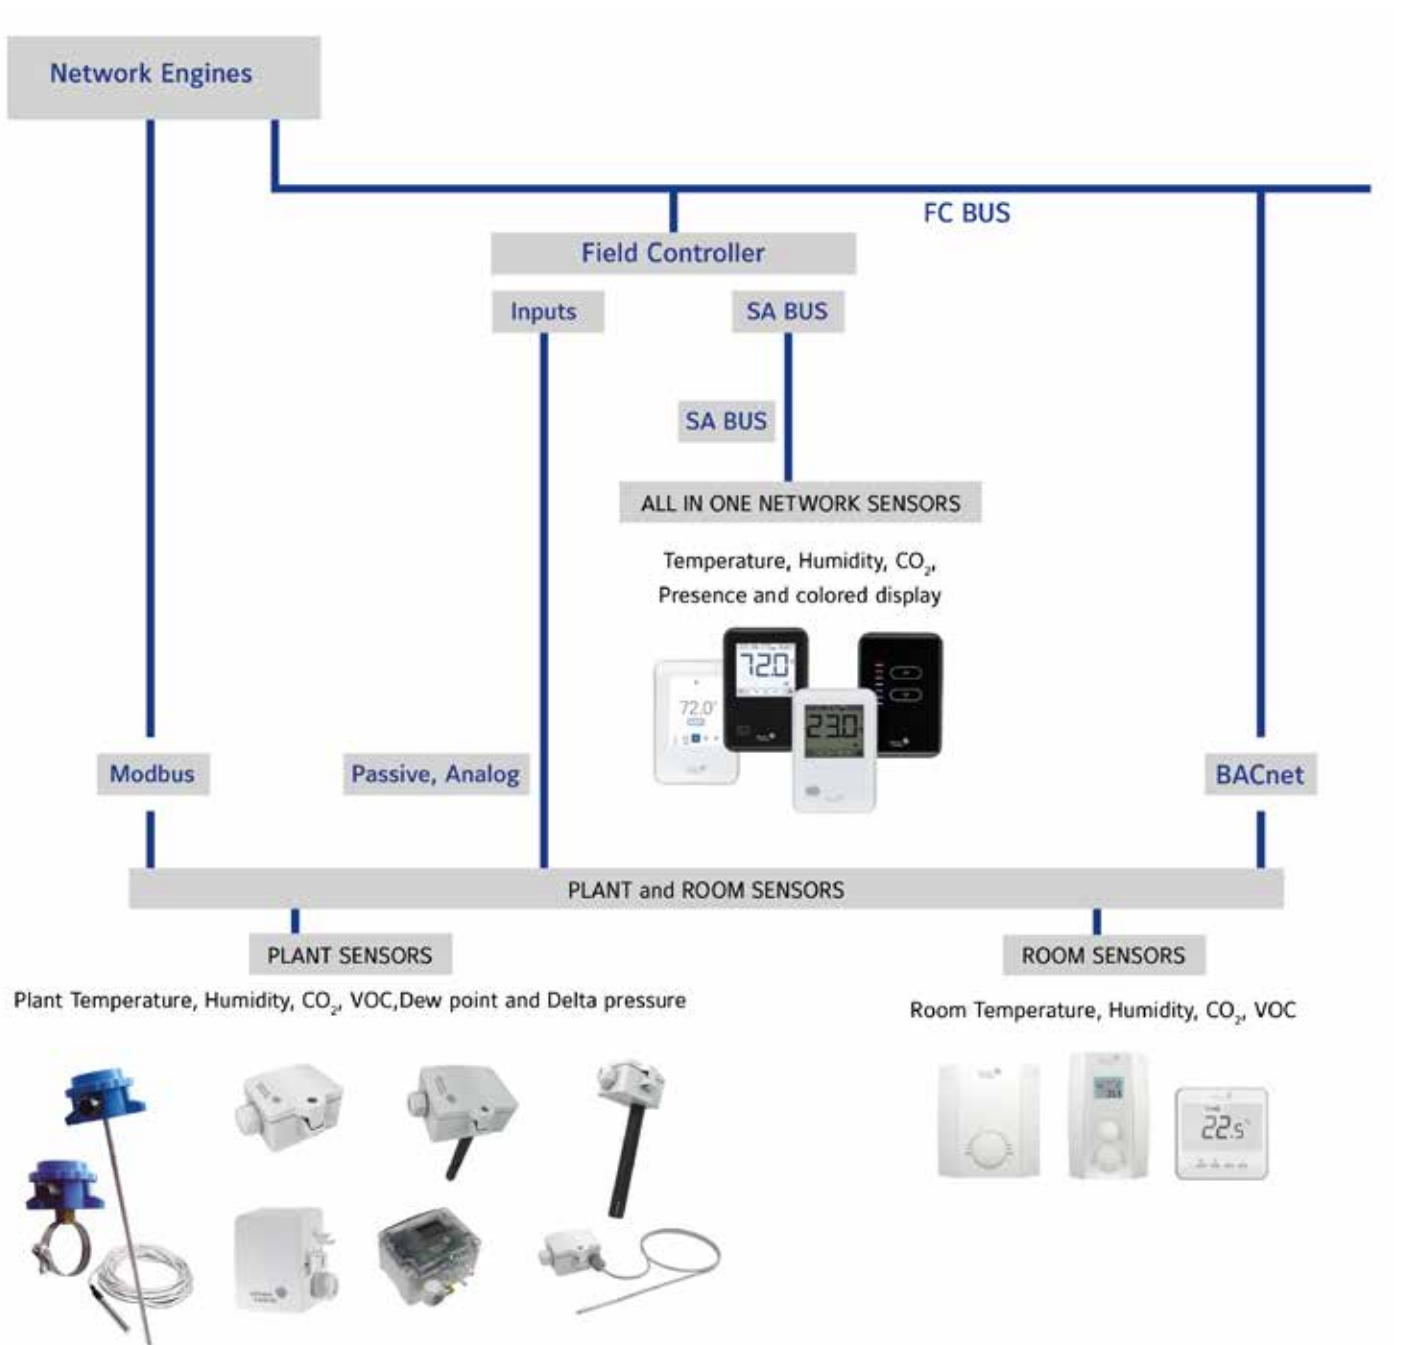 Network Engines
FC BUS
Field Controller
Inputs
SA BUS
SA BUS
ALL IN ONE NETWORK SENSORS
Temperature, Humidity, CO₂,
Presence and colored display
72.0
72.0°
23.0
Modbus
Passive, Analog
BACnet
PLANT and ROOM SENSORS
PLANT SENSORS
ROOM SENSORS
Plant Temperature, Humidity, CO₂, VOC,Dew point and Delta pressure
Room Temperature, Humidity, CO₂, VOC
22.5